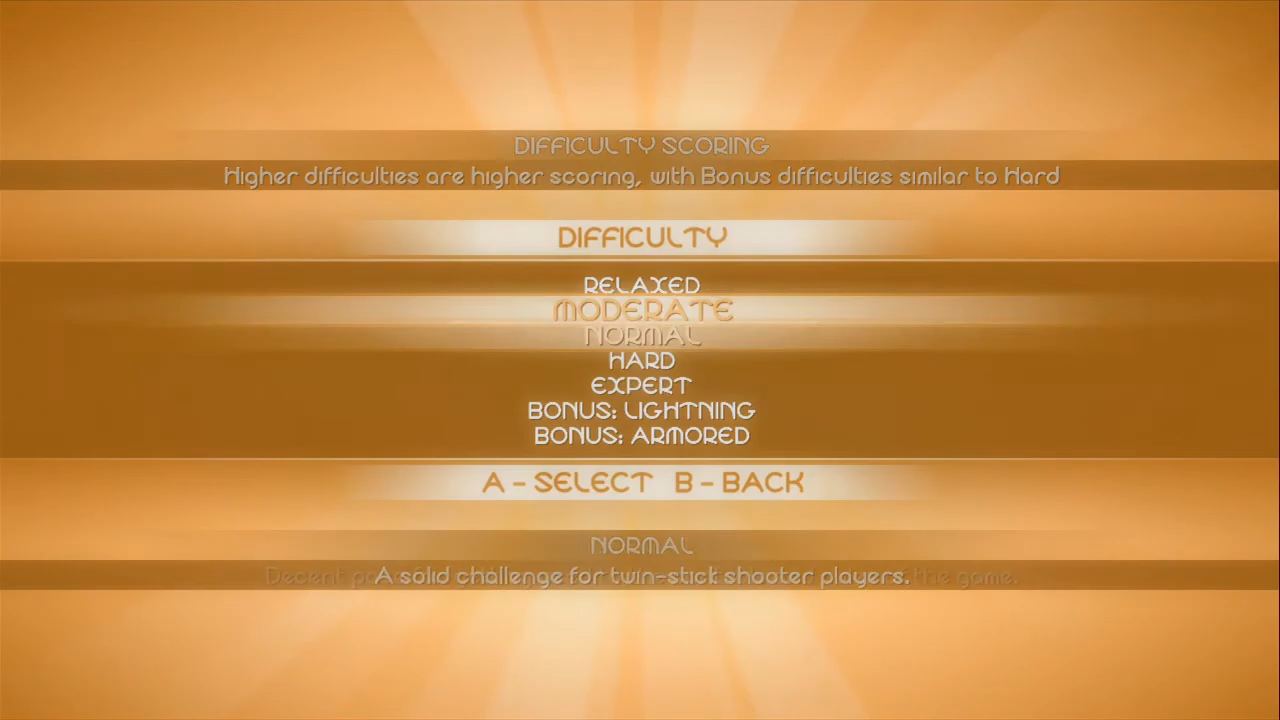 DIFFICULTY SCORING
Higher difficulties are higher scoring, with Bonus difficulties similar to Hard
DIFFICULTY
RELAXED
MODERATE
NORMAL
HARD
EXPERT
BONUS: LIGHTNING
BONUS: ARMORED
A - SELECT B - BACK
NORMAL
A solid challenge for twin-stick shooter players.